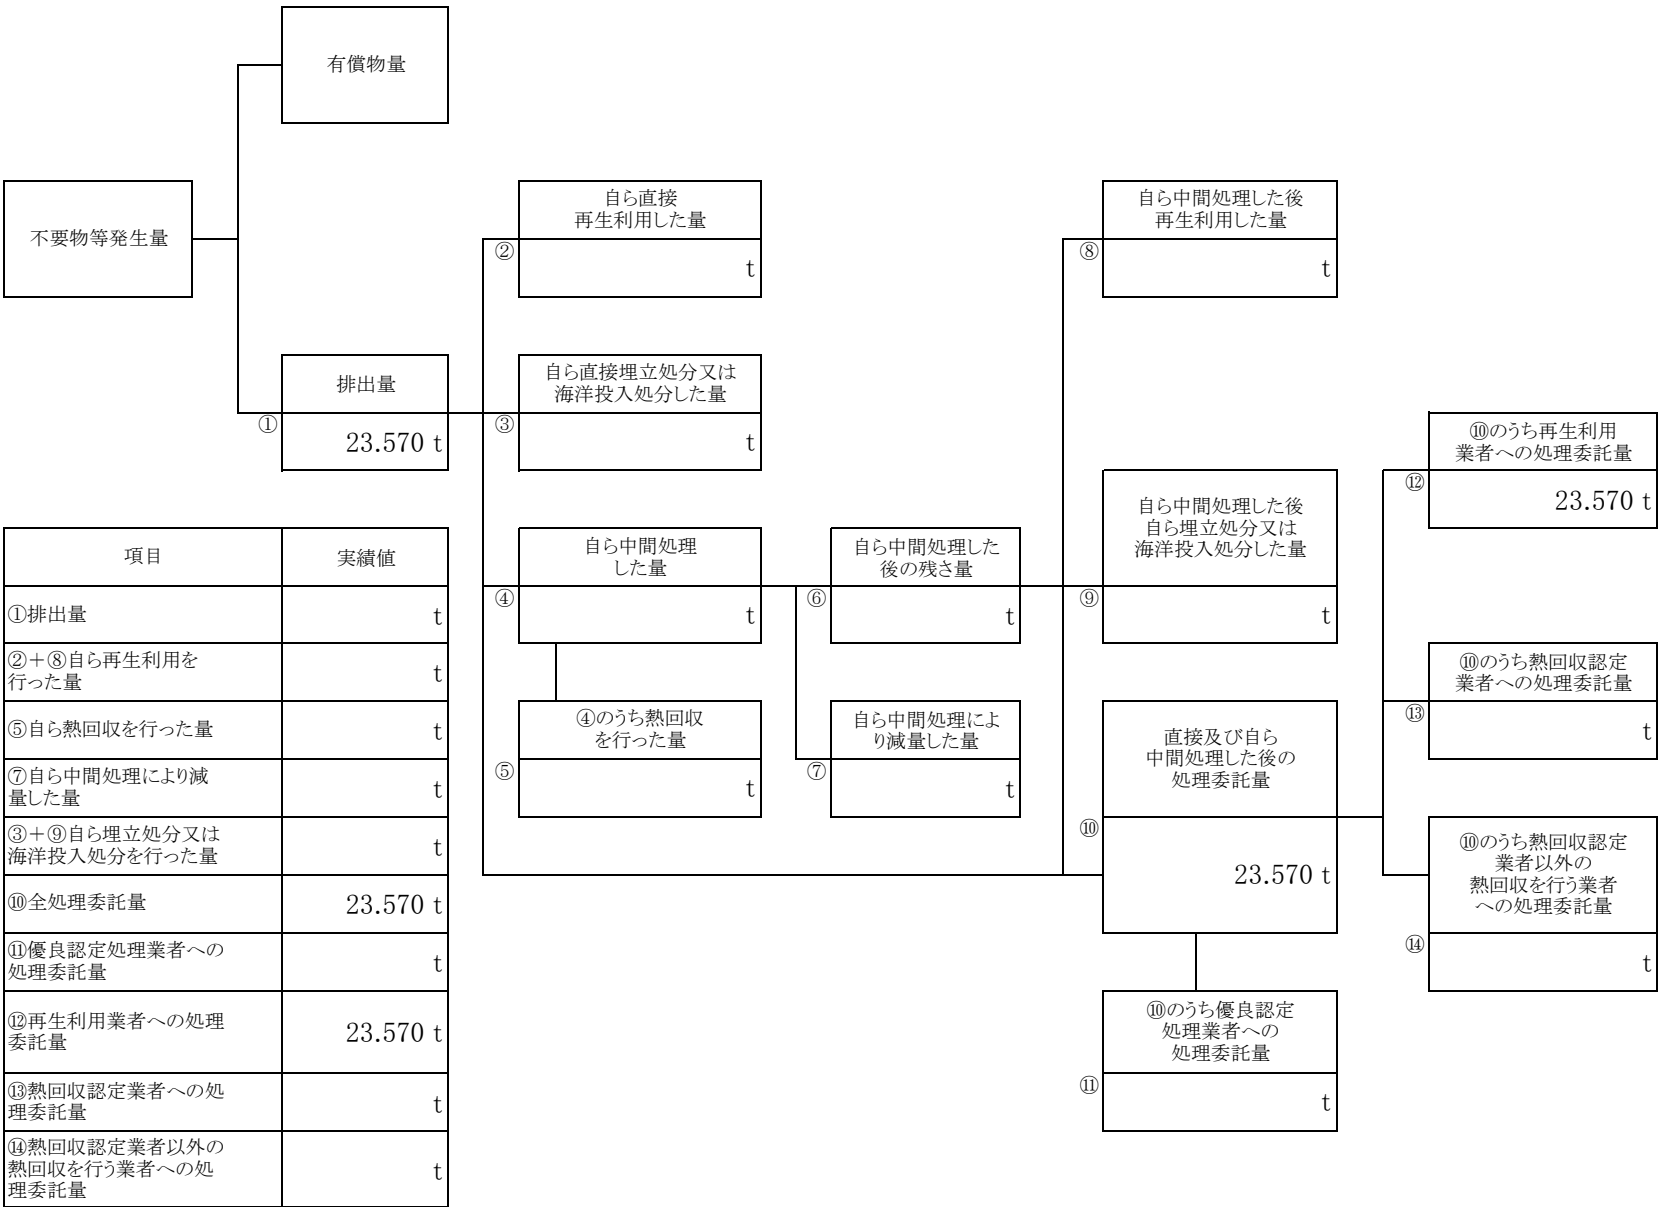 有償物量
不要物等発生量
排出量
①
23.570 t
自ら直接
再生利用した量
②
t
自ら直接埋立処分又は
海洋投入処分した量
③
t
自ら中間処理
した量
④
t
④のうち熱回収
を行った量
⑤
t
自ら中間処理した
後の残さ量
⑥
t
自ら中間処理によ
り減量した量
⑦
t
自ら中間処理した後
再生利用した量
⑧
t
自ら中間処理した後
自ら埋立処分又は
海洋投入処分した量
⑨
t
直接及び自ら
中間処理した後の
処理委託量
⑩
23.570 t
⑩のうち優良認定
処理業者への
処理委託量
⑪
t
⑩のうち再生利用
業者への処理委託量
⑫
23.570 t
⑩のうち熱回収認定
業者への処理委託量
⑬
t
⑩のうち熱回収認定
業者以外の
熱回収を行う業者
への処理委託量
⑭
t
項目 実績値
①排出量 t
②＋⑧自ら再生利用を
行った量 t
⑤自ら熱回収を行った量 t
⑦自ら中間処理により減
量した量 t
③＋⑨自ら埋立処分又は
海洋投入処分を行った量 t
⑩全処理委託量 23.570 t
⑪優良認定処理業者への
処理委託量 t
⑫再生利用業者への処理
委託量 23.570 t
⑬熱回収認定業者への処
理委託量 t
⑭熱回収認定業者以外の
熱回収を行う業者への処
理委託量 t